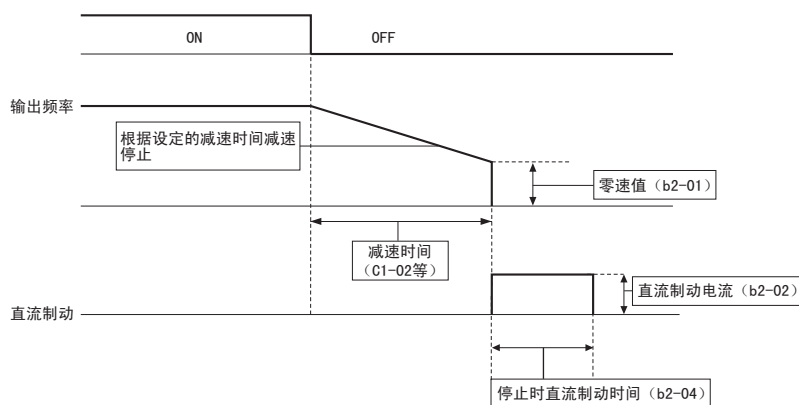 ON
OFF
输出频率
根据设定的减速时间减速
停止
零速值（b2-01）
减速时间
（C1-02等）
直流制动电流（b2-02）
直流制动
停止时直流制动时间（b2-04）